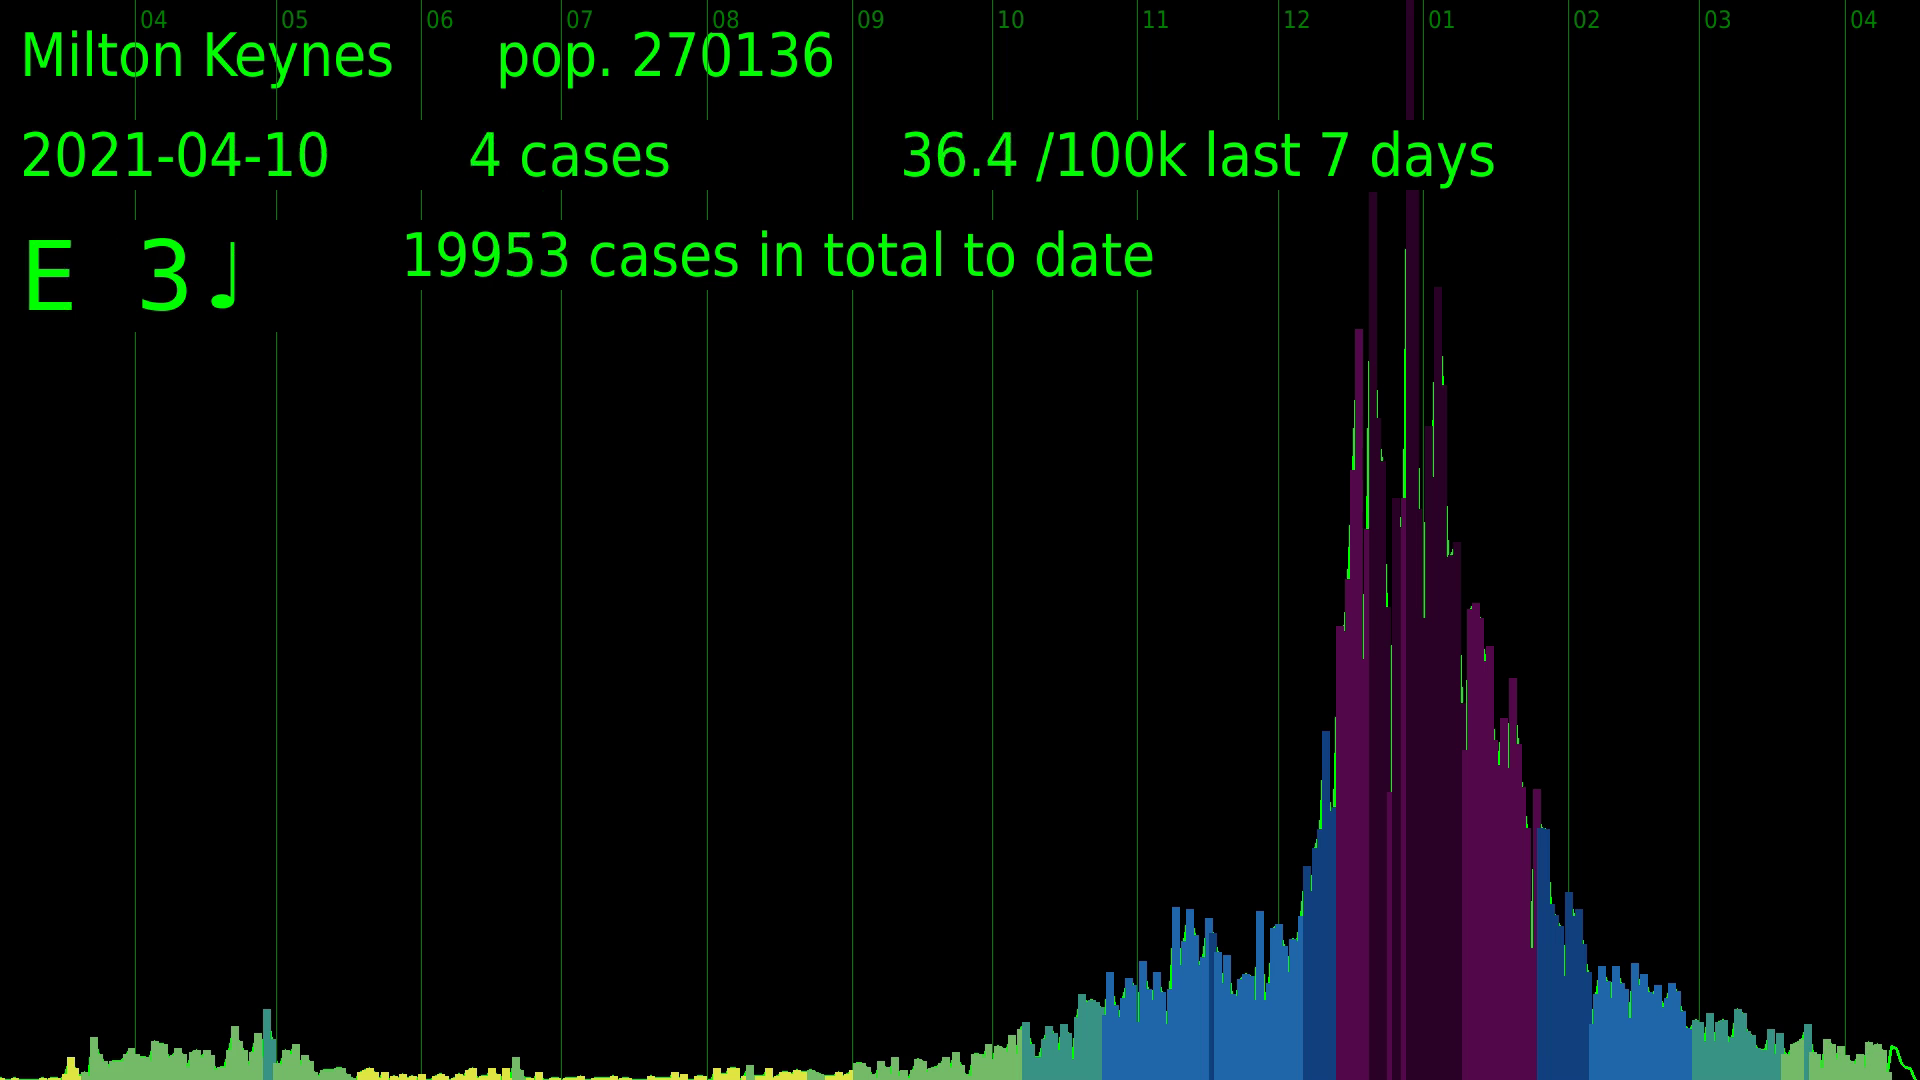 04 05 06 07 08 09 10 11 12 01 02 03 04
Milton Keynes pop. 270136
2021-04-10 4 cases 36.4 /100k last 7 days
E 3♩ 19953 cases in total to date